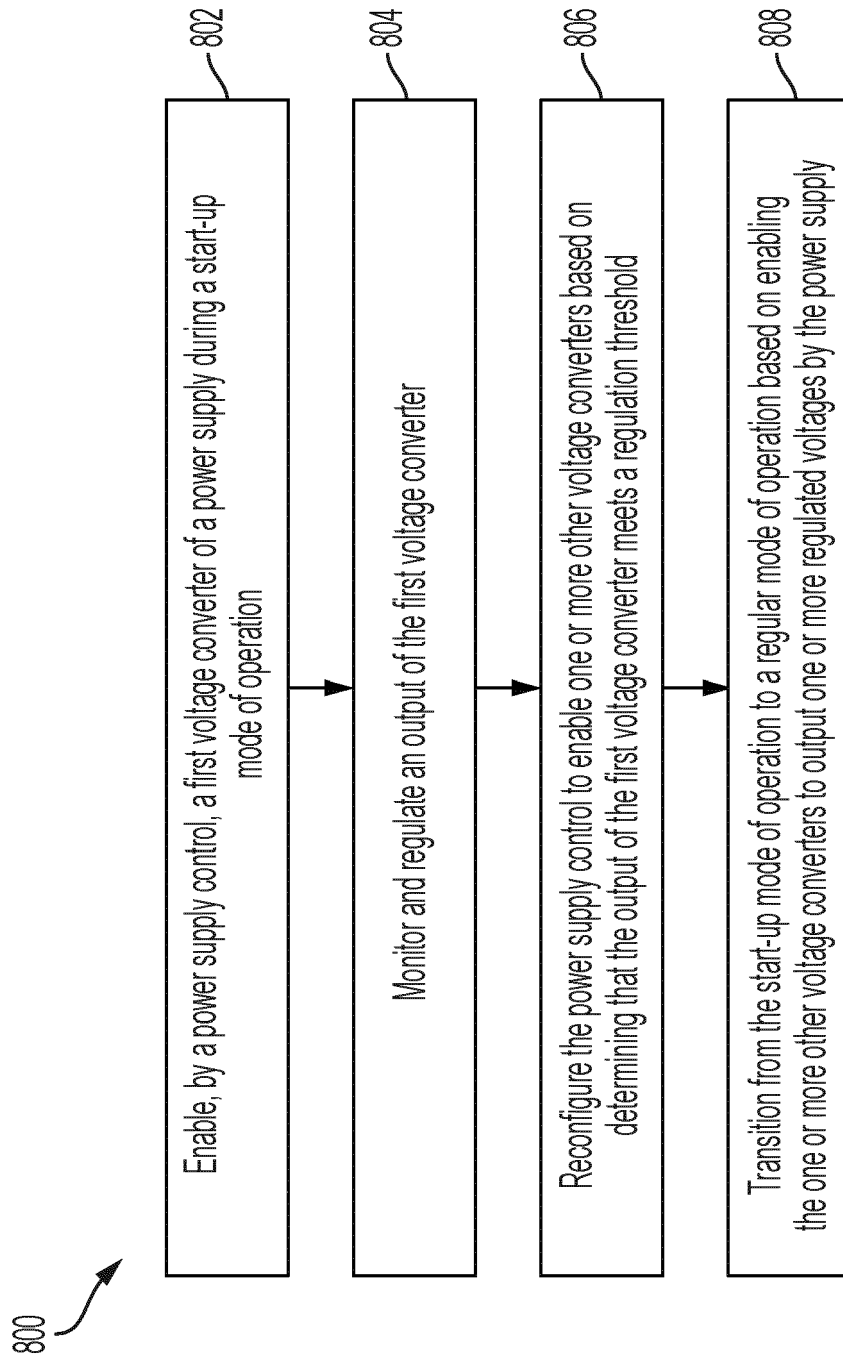 800
Enable, by a power supply control, a first voltage converter of a power supply during a start-up
mode of operation
802
Monitor and regulate an output of the first voltage converter
804
Reconfigure the power supply control to enable one or more other voltage converters based on
determining that the output of the first voltage converter meets a regulation threshold
806
Transition from the start-up mode of operation to a regular mode of operation based on enabling
the one or more other voltage converters to output one or more regulated voltages by the power supply
808